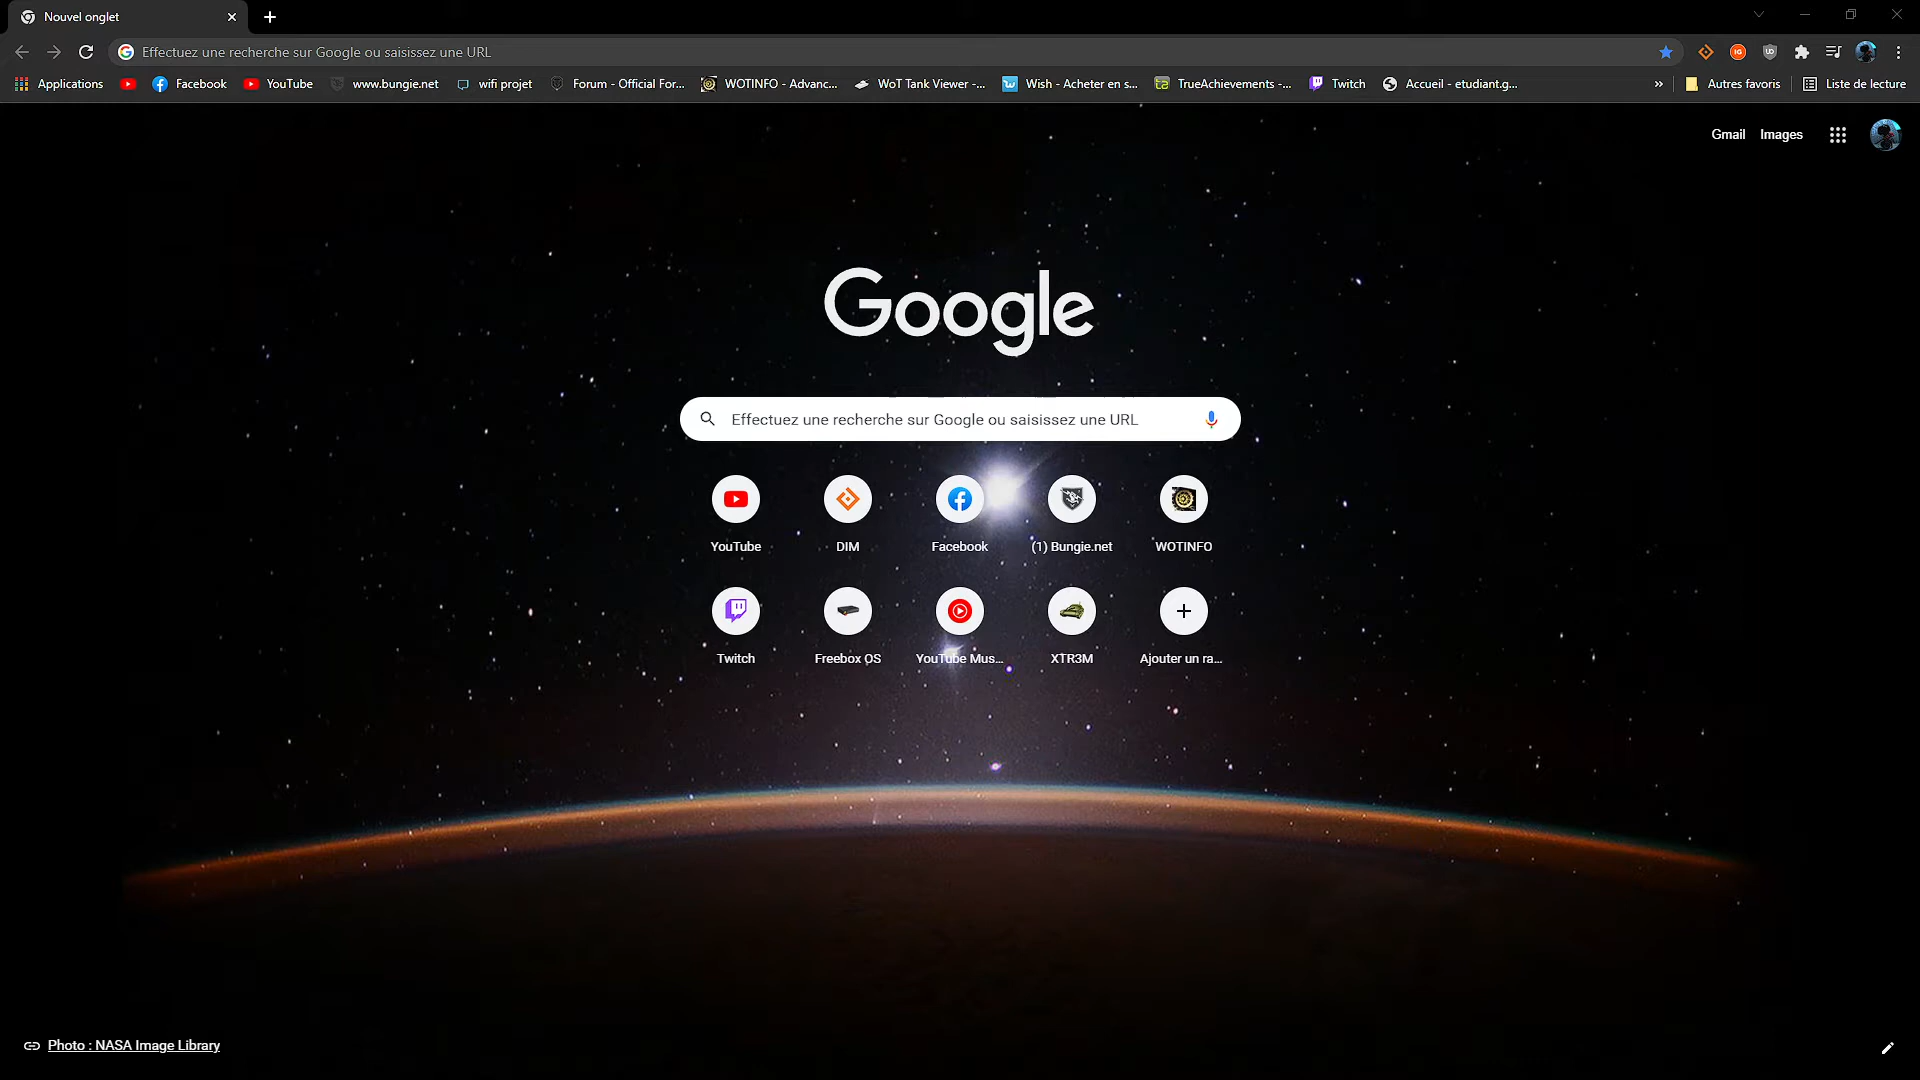 Nouvel onglet
Effectuez une recherche sur Google ou saisissez une URL
Applications Facebook YouTube www.bungie.net wifi projet Forum - Official For... WOTINFO - Advanc... WoT Tank Viewer -... Wish - Acheter en s... TrueAchievements -... Twitch Accueil - etudiant.g... » Autres favoris Liste de lecture
Gmail Images
Google
Effectuez une recherche sur Google ou saisissez une URL
YouTube DIM Facebook (1) Bungie.net WOTINFO
Twitch Freebox OS YouTube Mus... XTR3M Ajouter un ra...
Photo : NASA Image Library